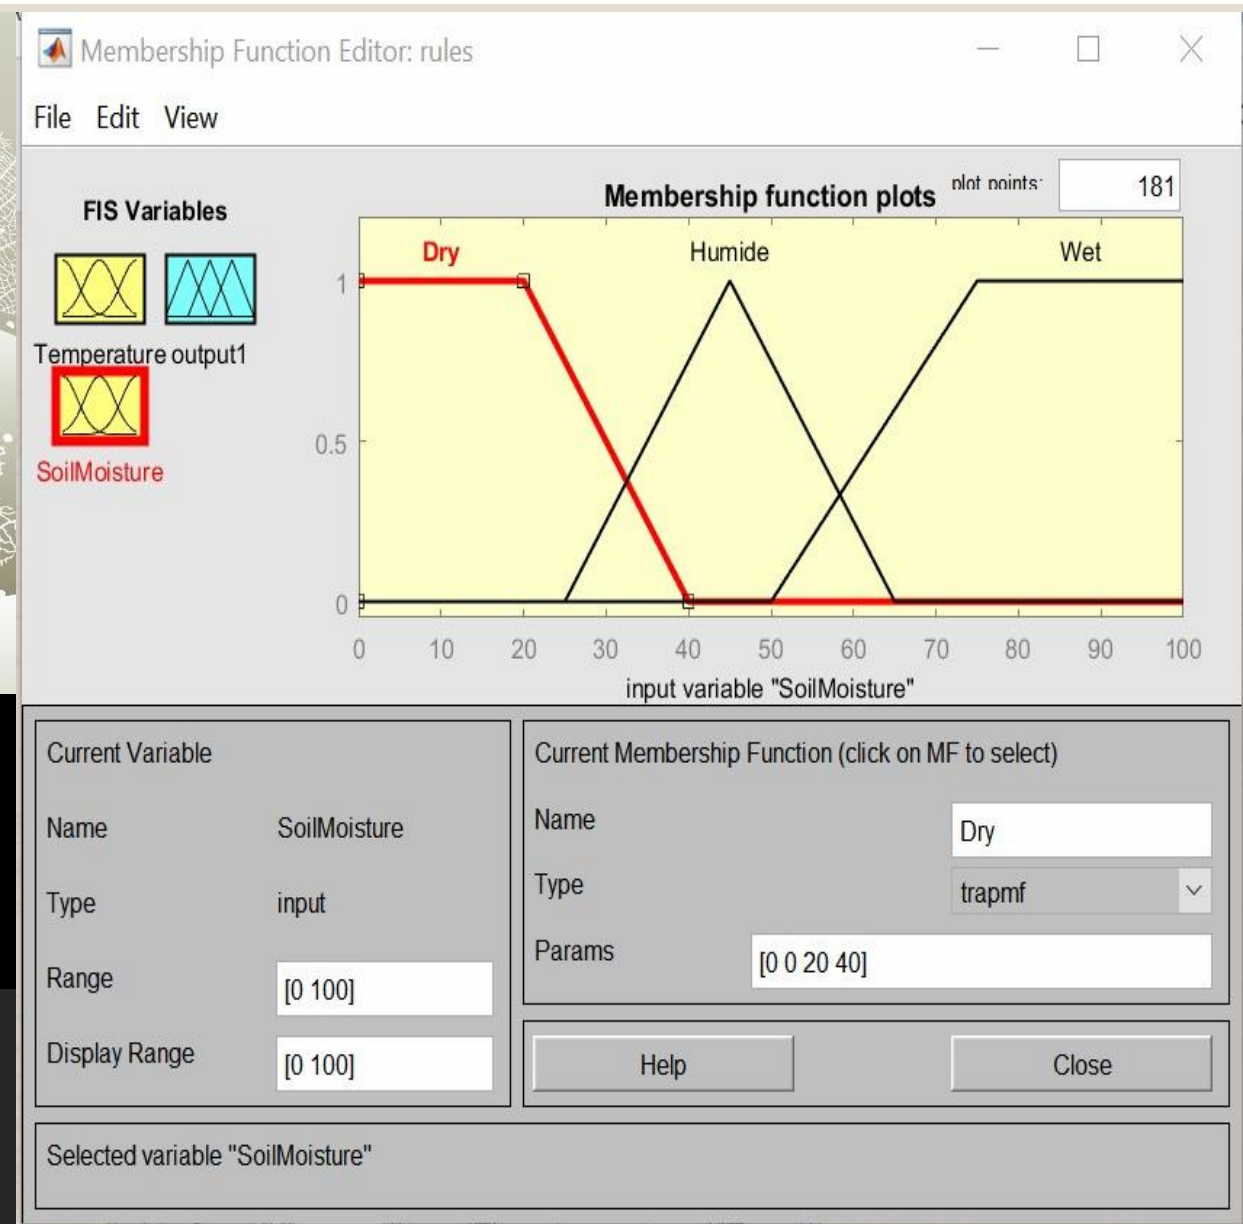 Membership Function Editor: rules
File Edit View
FIS Variables
Temperature output1
SoilMoisture
Membership function plots plot points: 181
Dry Humide Wet
1
0.5
0
0 10 20 30 40 50 60 70 80 90 100
input variable "SoilMoisture"
Current Variable
Name SoilMoisture
Type input
Range [0 100]
Display Range [0 100]
Current Membership Function (click on MF to select)
Name Dry
Type trapmf
Params [0 0 20 40]
Help Close
Selected variable "SoilMoisture"